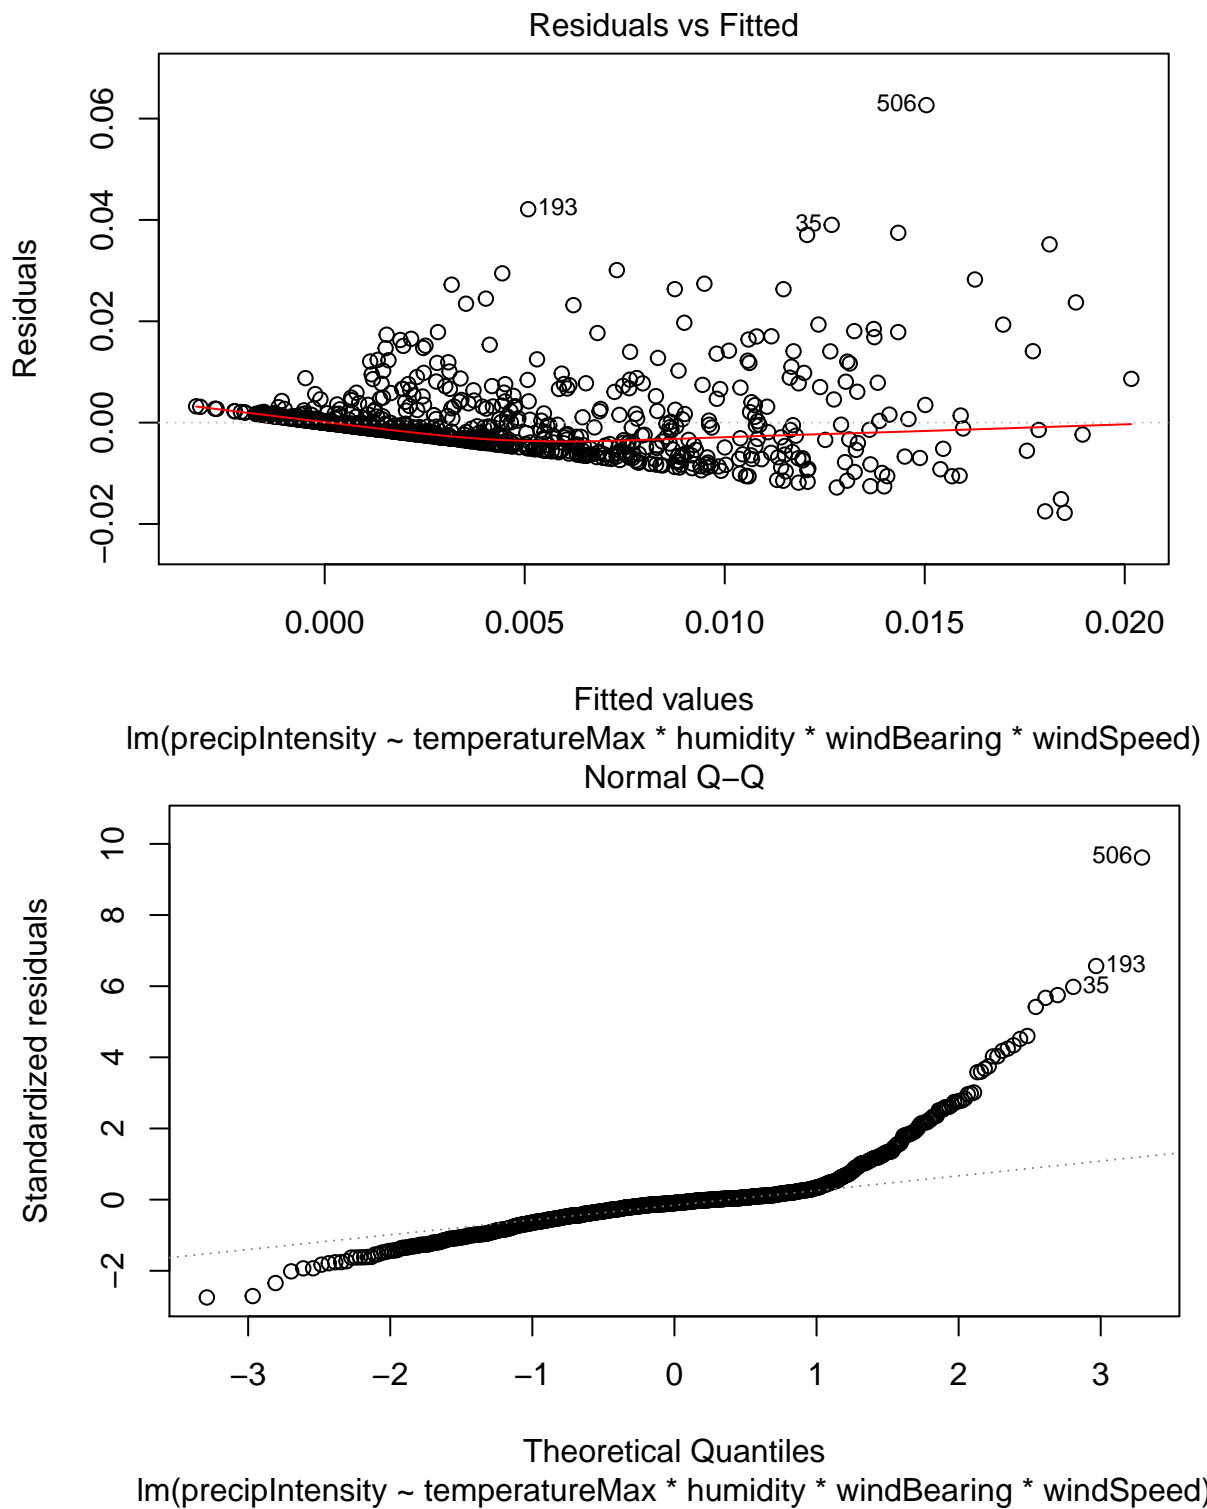 Residuals vs Fitted
Residuals
0.06
0.04
0.02
0.00
−0.02
506
193
35
0.000 0.005 0.010 0.015 0.020
Fitted values
lm(precipIntensity ~ temperatureMax * humidity * windBearing * windSpeed)
Normal Q−Q
Standardized residuals
10
8
6
4
2
0
−2
506
193
35
−3 −2 −1 0 1 2 3
Theoretical Quantiles
lm(precipIntensity ~ temperatureMax * humidity * windBearing * windSpeed)